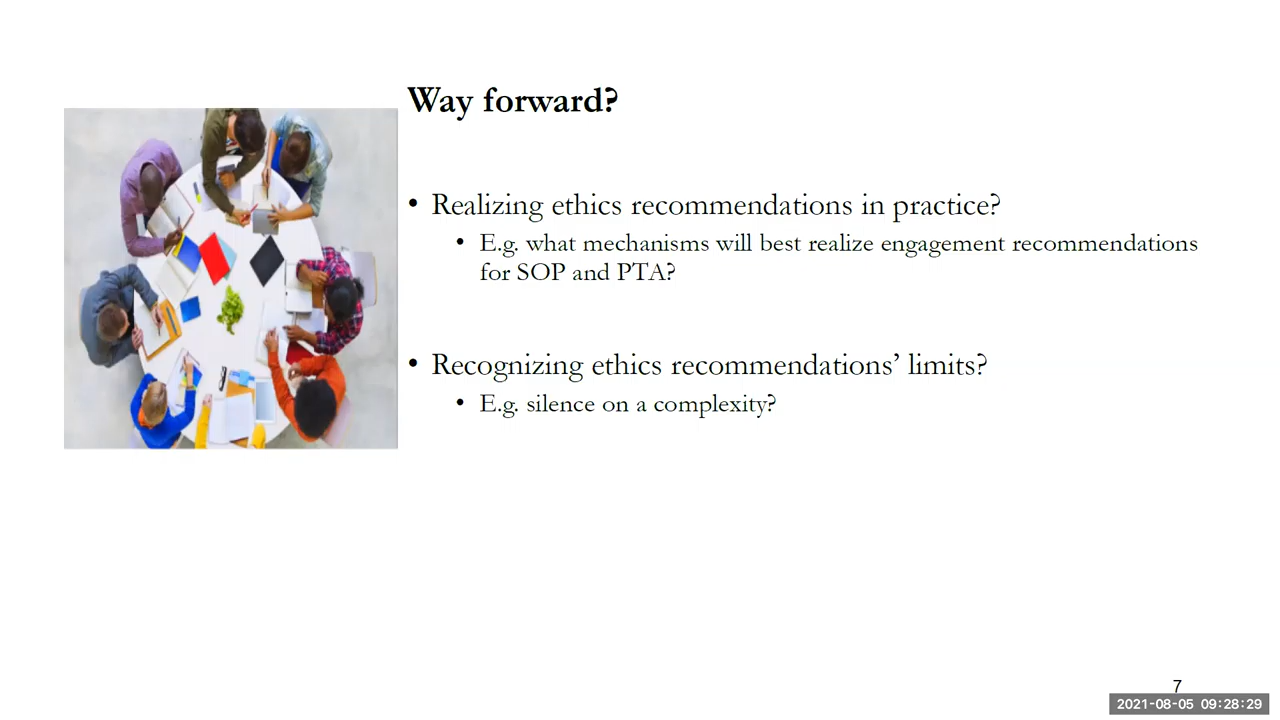 Way forward?
• Realizing ethics recommendations in practice?
• E.g. what mechanisms will best realize engagement recommendations
for SOP and PTA?
• Recognizing ethics recommendations’ limits?
• E.g. silence on a complexity?
7
2021-08-05 09:28:29